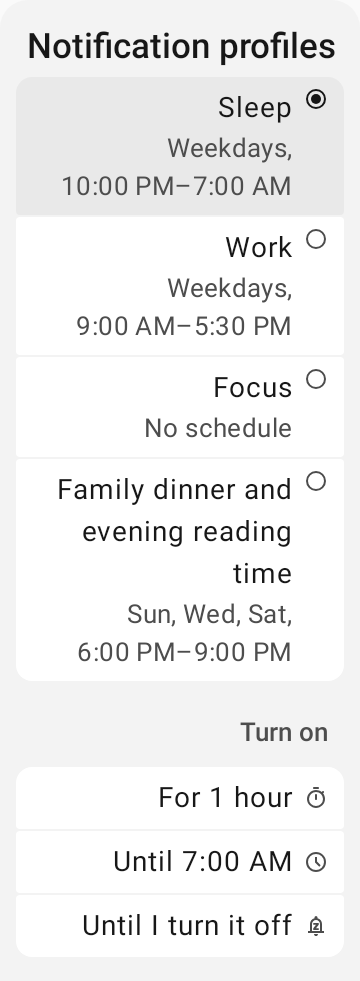 Notification profiles
Sleep
Weekdays,
10:00 PM–7:00 AM
Work
Weekdays,
9:00 AM–5:30 PM
Focus
No schedule
Family dinner and
evening reading
time
Sun, Wed, Sat,
6:00 PM–9:00 PM
Turn on
For 1 hour
Until 7:00 AM
Until I turn it off